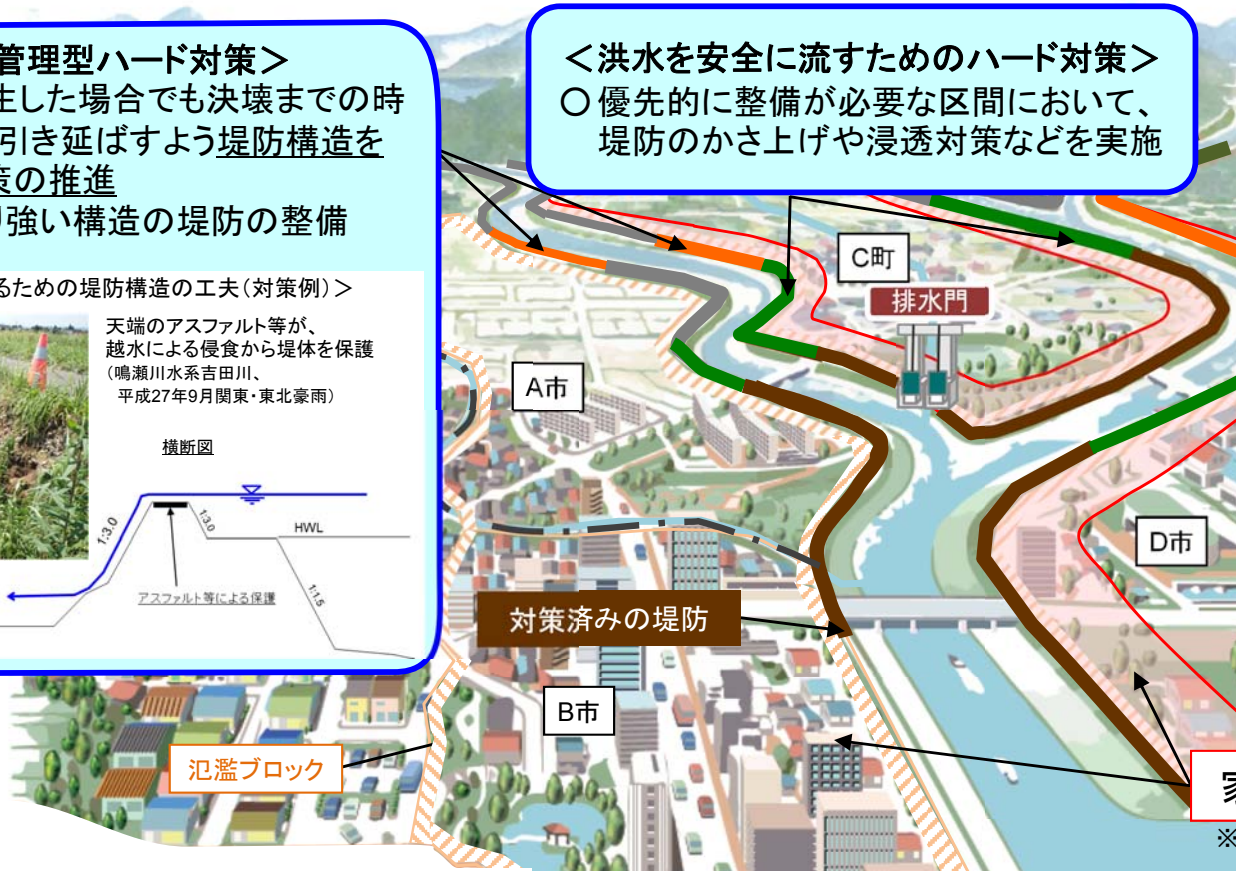 管理型ハード対策＞
生した場合でも決壊までの時
引き延ばすよう堤防構造を
策の推進
り強い構造の堤防の整備
るための堤防構造の工夫（対策例）＞
天端のアスファルト等が、
越水による侵食から堤体を保護
（鳴瀬川水系吉田川、
平成27年9月関東・東北豪雨）
横断図
1:3.0
1:3.0
HWL
1:1.5
アスファルト等による保護
＜洪水を安全に流すためのハード対策＞
○優先的に整備が必要な区間において、
堤防のかさ上げや浸透対策などを実施
C町
排水門
A市
D市
対策済みの堤防
B市
氾濫ブロック
家
※